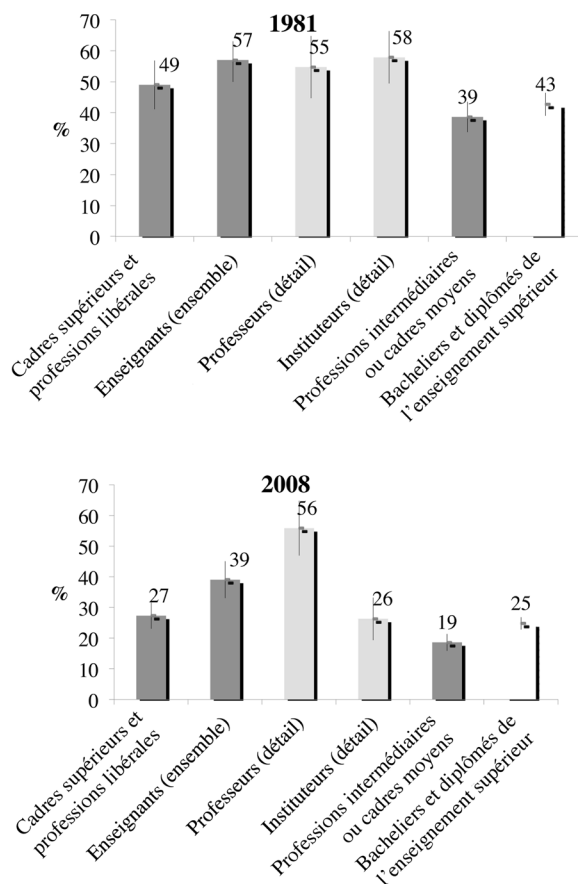 1981
70
60
50
40
30
20
10
0
%
49
57
55
58
39
43
Cadres supérieurs et
professions libérales
Enseignants (ensemble)
Professeurs (détail)
Instituteurs (détail)
Professions intermédiaires
ou cadres moyens
Bacheliers et diplômés de
l’enseignement supérieur
2008
70
60
50
40
30
20
10
0
%
27
39
56
26
19
25
Cadres supérieurs et
professions libérales
Enseignants (ensemble)
Professeurs (détail)
Instituteurs (détail)
Professions intermédiaires
ou cadres moyens
Bacheliers et diplômés de
l’enseignement supérieur